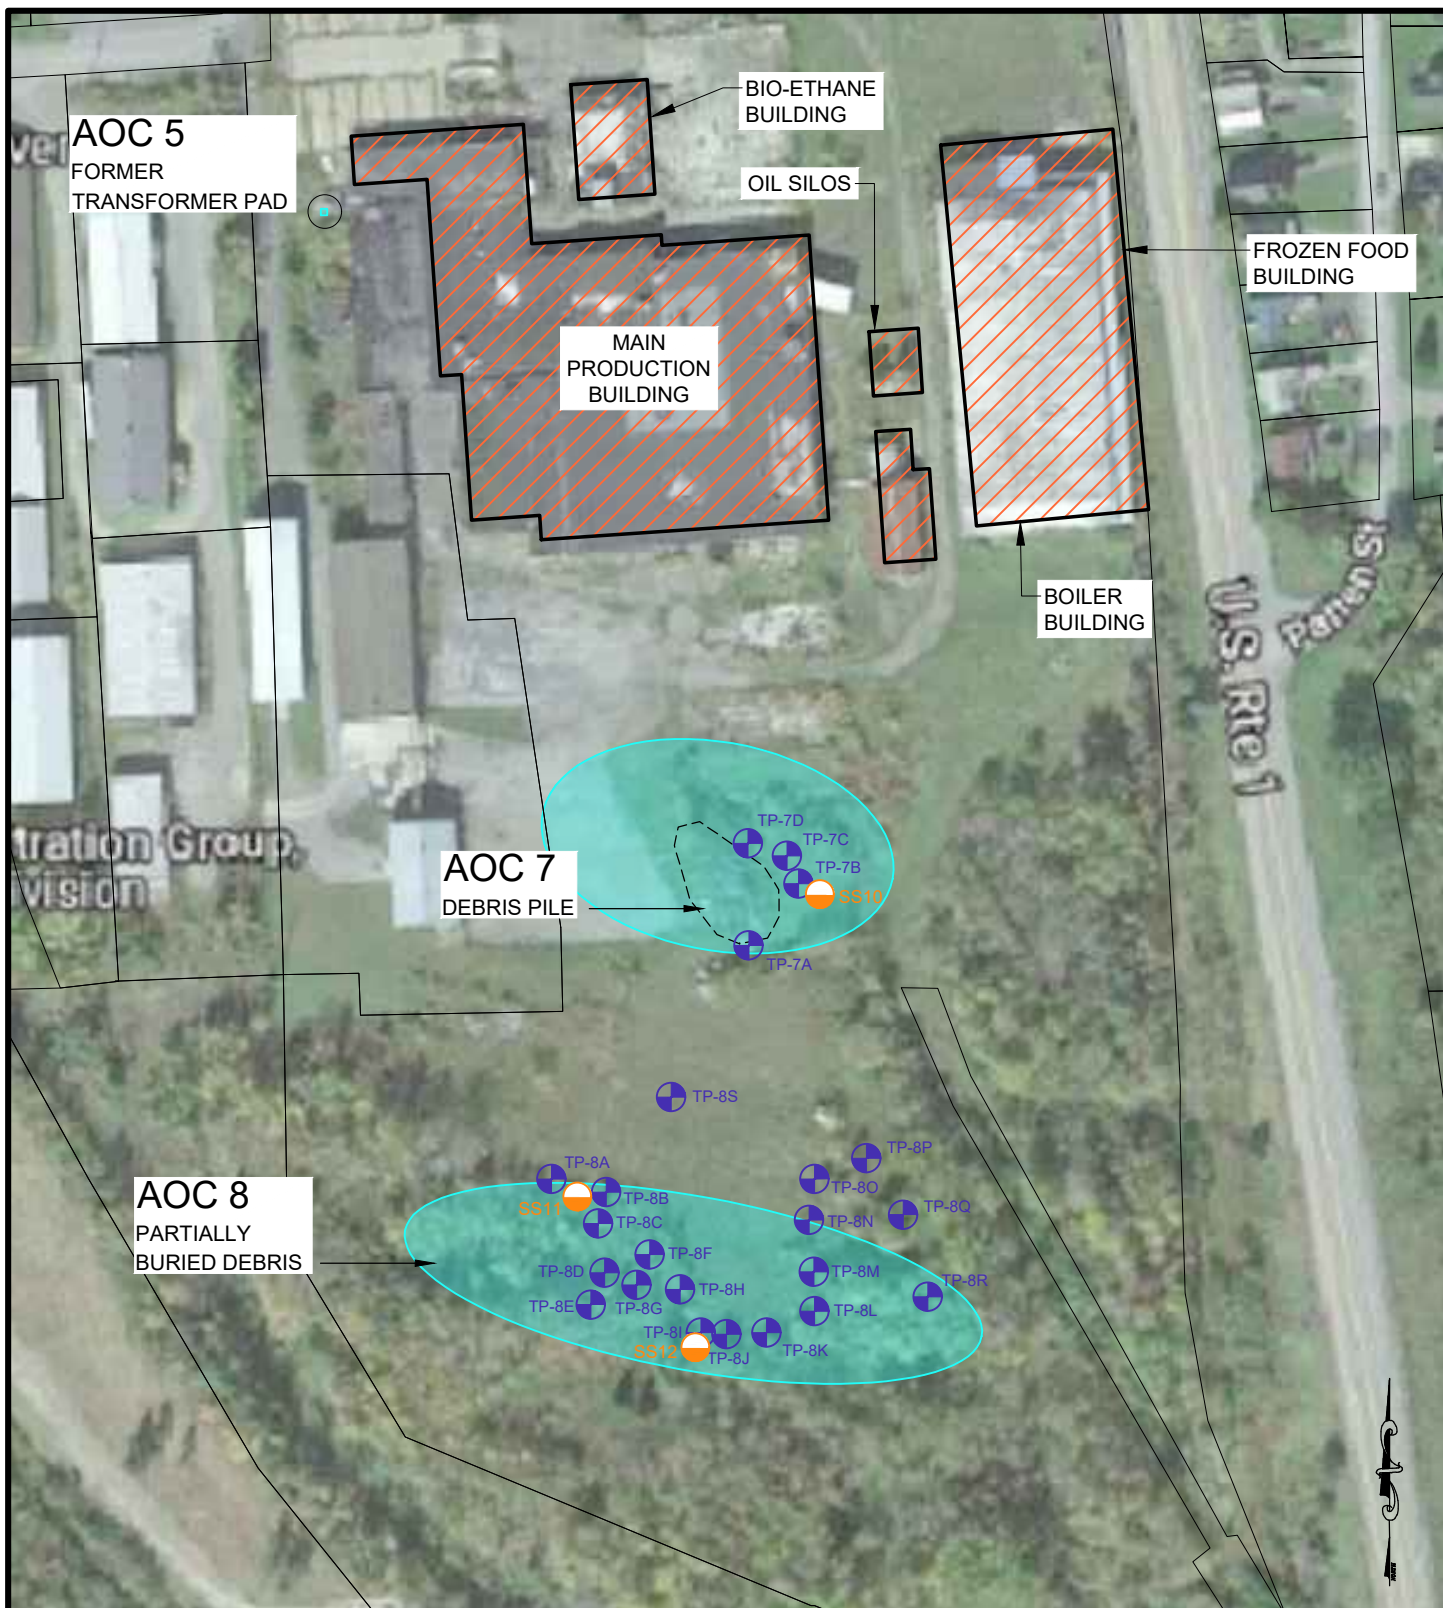 BIO-ETHANE
BUILDING
AOC 5
FORMER
TRANSFORMER PAD
OIL SILOS
FROZEN FOOD
BUILDING
MAIN
PRODUCTION
BUILDING
BOILER
BUILDING
U.S. Rte 1
tration Group,
vision
AOC 7
DEBRIS PILE
TP-7D
TP-7C
TP-7B
SS10
TP-7A
TP-8S
TP-8P
TP-8A
TP-8O
TP-8B
SS11
TP-8Q
TP-8N
TP-8C
AOC 8
PARTIALLY
BURIED DEBRIS
TP-8F
TP-8D
TP-8M
TP-8H
TP-8R
TP-8E
TP-8G
TP-8L
TP-8I
TP-8K
SS12
TP-8J